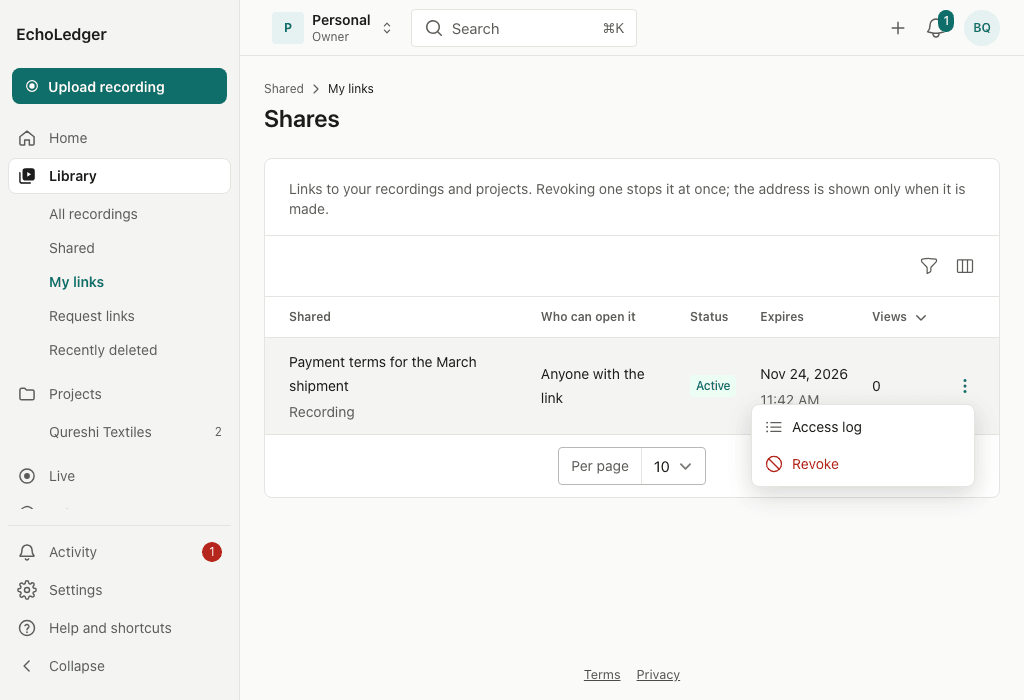 EchoLedger
Upload recording
Home
Library
All recordings
Shared
My links
Request links
Recently deleted
Projects
Qureshi Textiles 2
Live
Activity 1
Settings
Help and shortcuts
Collapse
P Personal
Owner
Search ⌘K
1
BQ
Shared My links
Shares
Links to your recordings and projects. Revoking one stops it at once; the address is shown only when it is
made.
Shared Who can open it Status Expires Views
Payment terms for the March
shipment
Recording
Anyone with the
link
Active
Nov 24, 2026
11:42 AM
0
Access log
Revoke
Per page 10
Terms Privacy